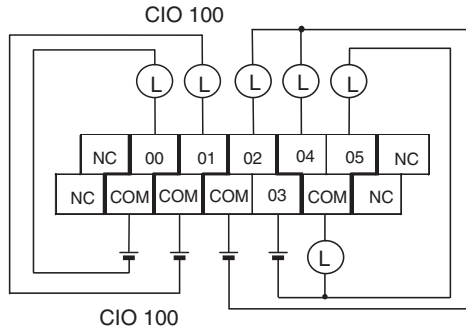 CIO 100
L L L L L
NC 00 01 02 04 05 NC
NC COM COM COM 03 COM NC
L
CIO 100